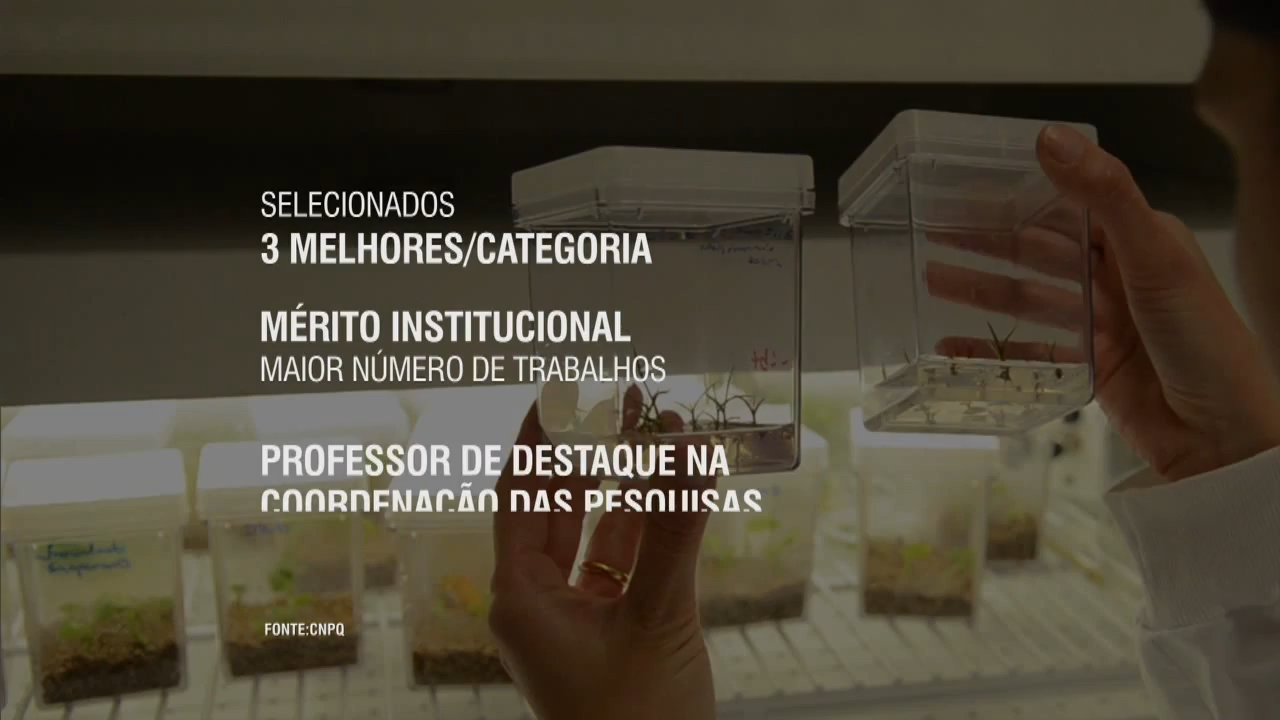 SELECIONADOS
3 MELHORES/CATEGORIA
MÉRITO INSTITUCIONAL
MAIOR NÚMERO DE TRABALHOS
PROFESSOR DE DESTAQUE NA
COORDENAÇÃO DAS PESQUISAS
FONTE:CNPQ